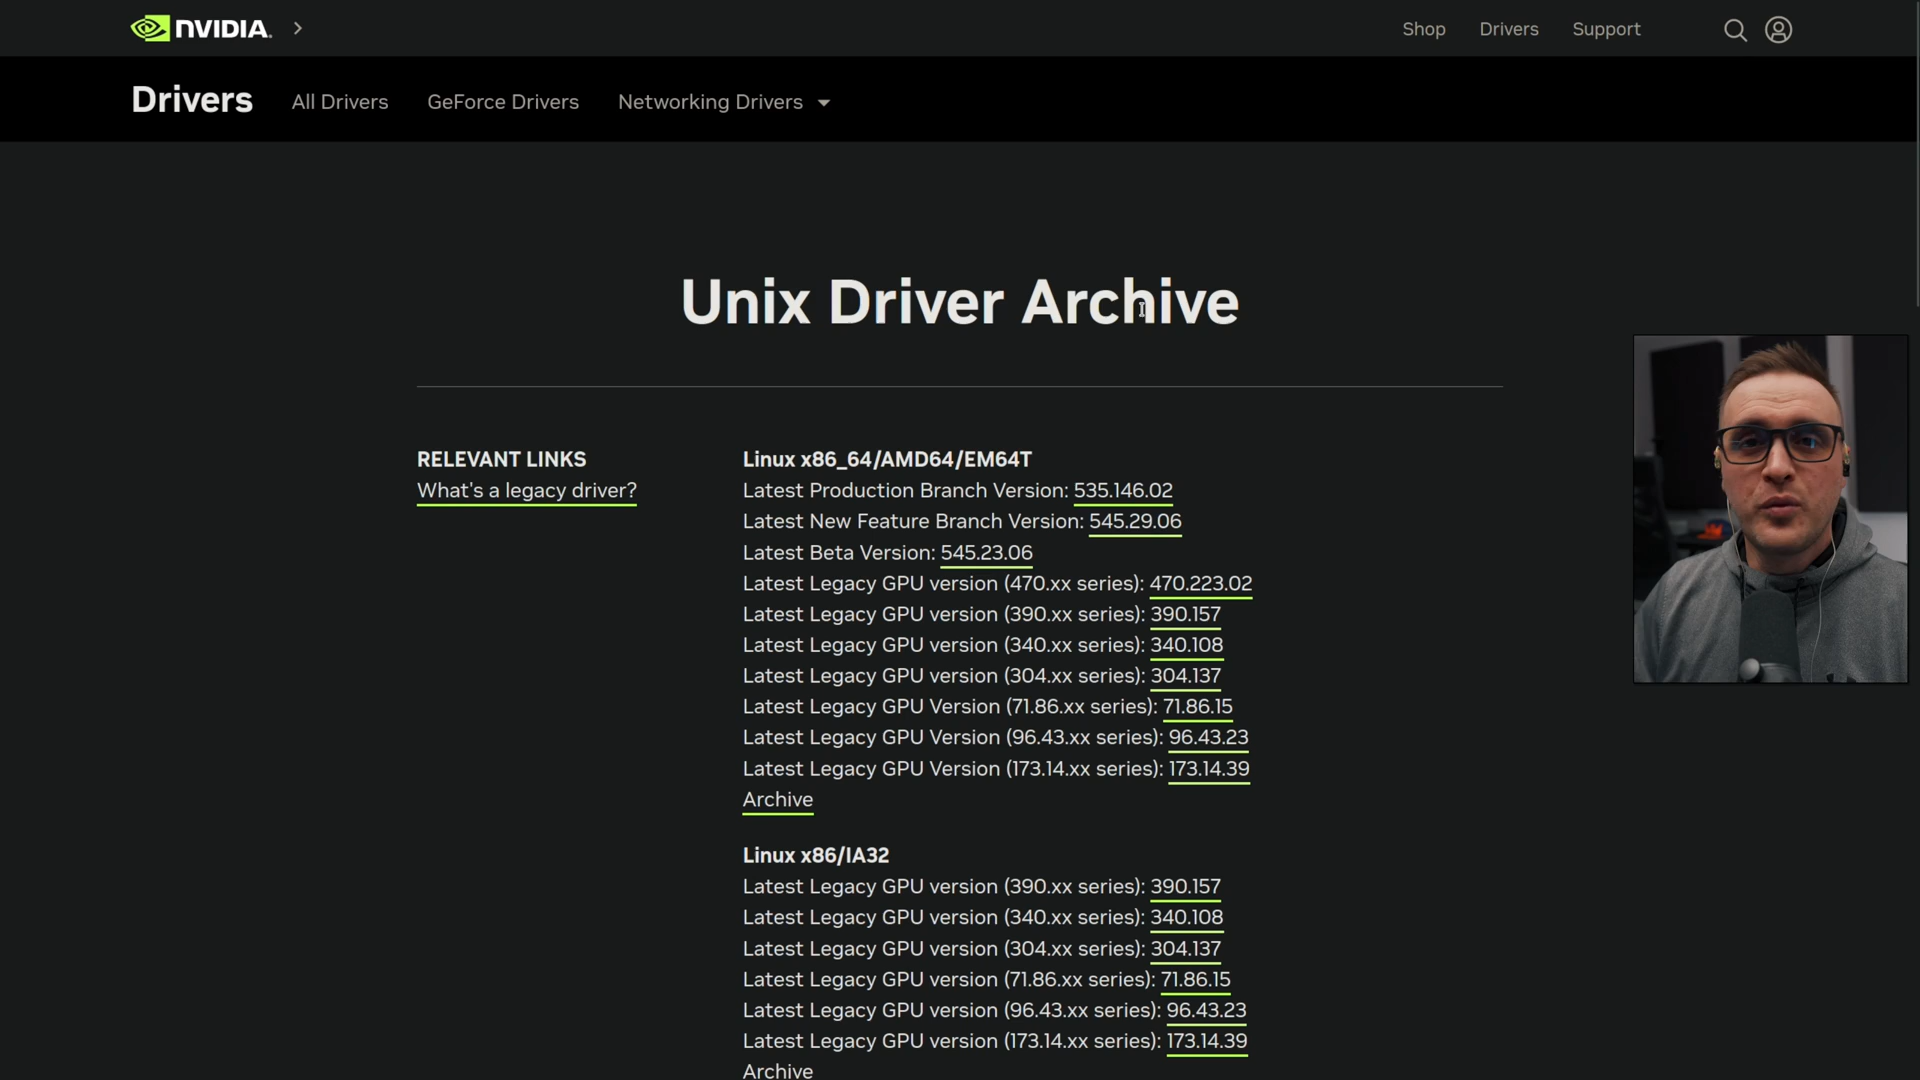 NVIDIA.
Shop
Drivers
Support
Drivers
All Drivers
GeForce Drivers
Networking Drivers
Unix Driver Archive
RELEVANT LINKS
What's a legacy driver?
Linux x86_64/AMD64/EM64T
Latest Production Branch Version: 535.146.02
Latest New Feature Branch Version: 545.29.06
Latest Beta Version: 545.23.06
Latest Legacy GPU version (470.xx series): 470.223.02
Latest Legacy GPU version (390.xx series): 390.157
Latest Legacy GPU version (340.xx series): 340.108
Latest Legacy GPU version (304.xx series): 304.137
Latest Legacy GPU Version (71.86.xx series): 71.86.15
Latest Legacy GPU Version (96.43.xx series): 96.43.23
Latest Legacy GPU Version (173.14.xx series): 173.14.39
Archive
Linux x86/IA32
Latest Legacy GPU version (390.xx series): 390.157
Latest Legacy GPU version (340.xx series): 340.108
Latest Legacy GPU version (304.xx series): 304.137
Latest Legacy GPU version (71.86.xx series): 71.86.15
Latest Legacy GPU version (96.43.xx series): 96.43.23
Latest Legacy GPU version (173.14.xx series): 173.14.39
Archive